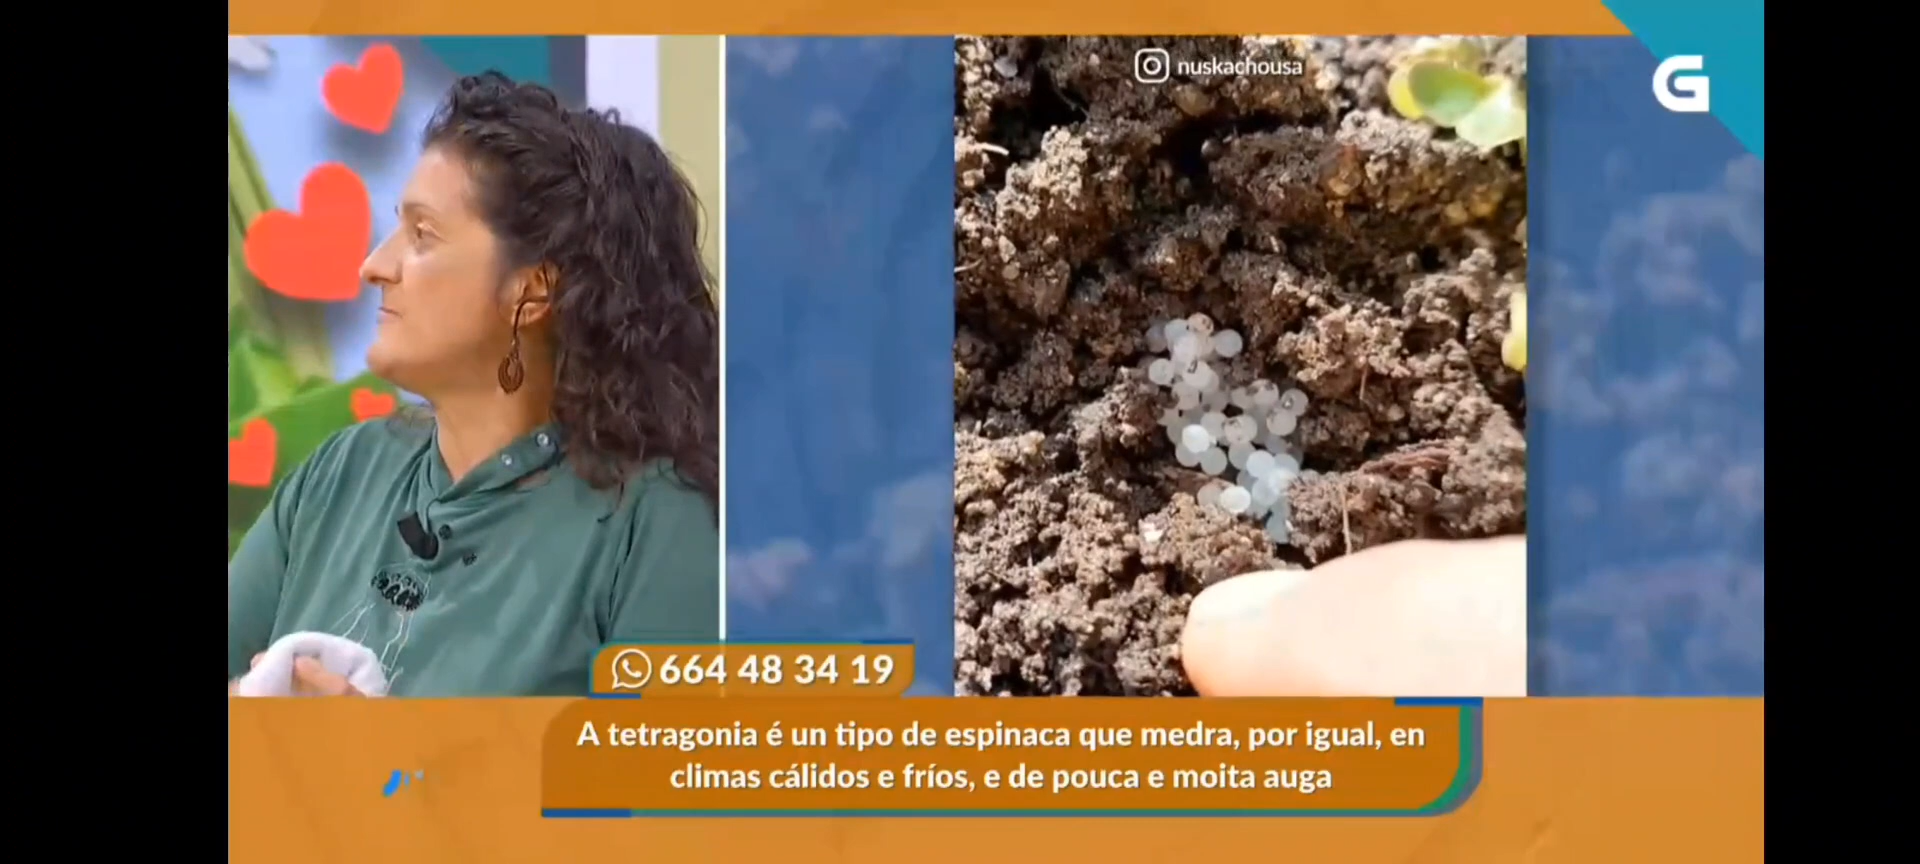 nuskachousa
G
664 48 34 19
A tetragonia é un tipo de espinaca que medra, por igual, en
climas cálidos e fríos, e de pouca e moita auga